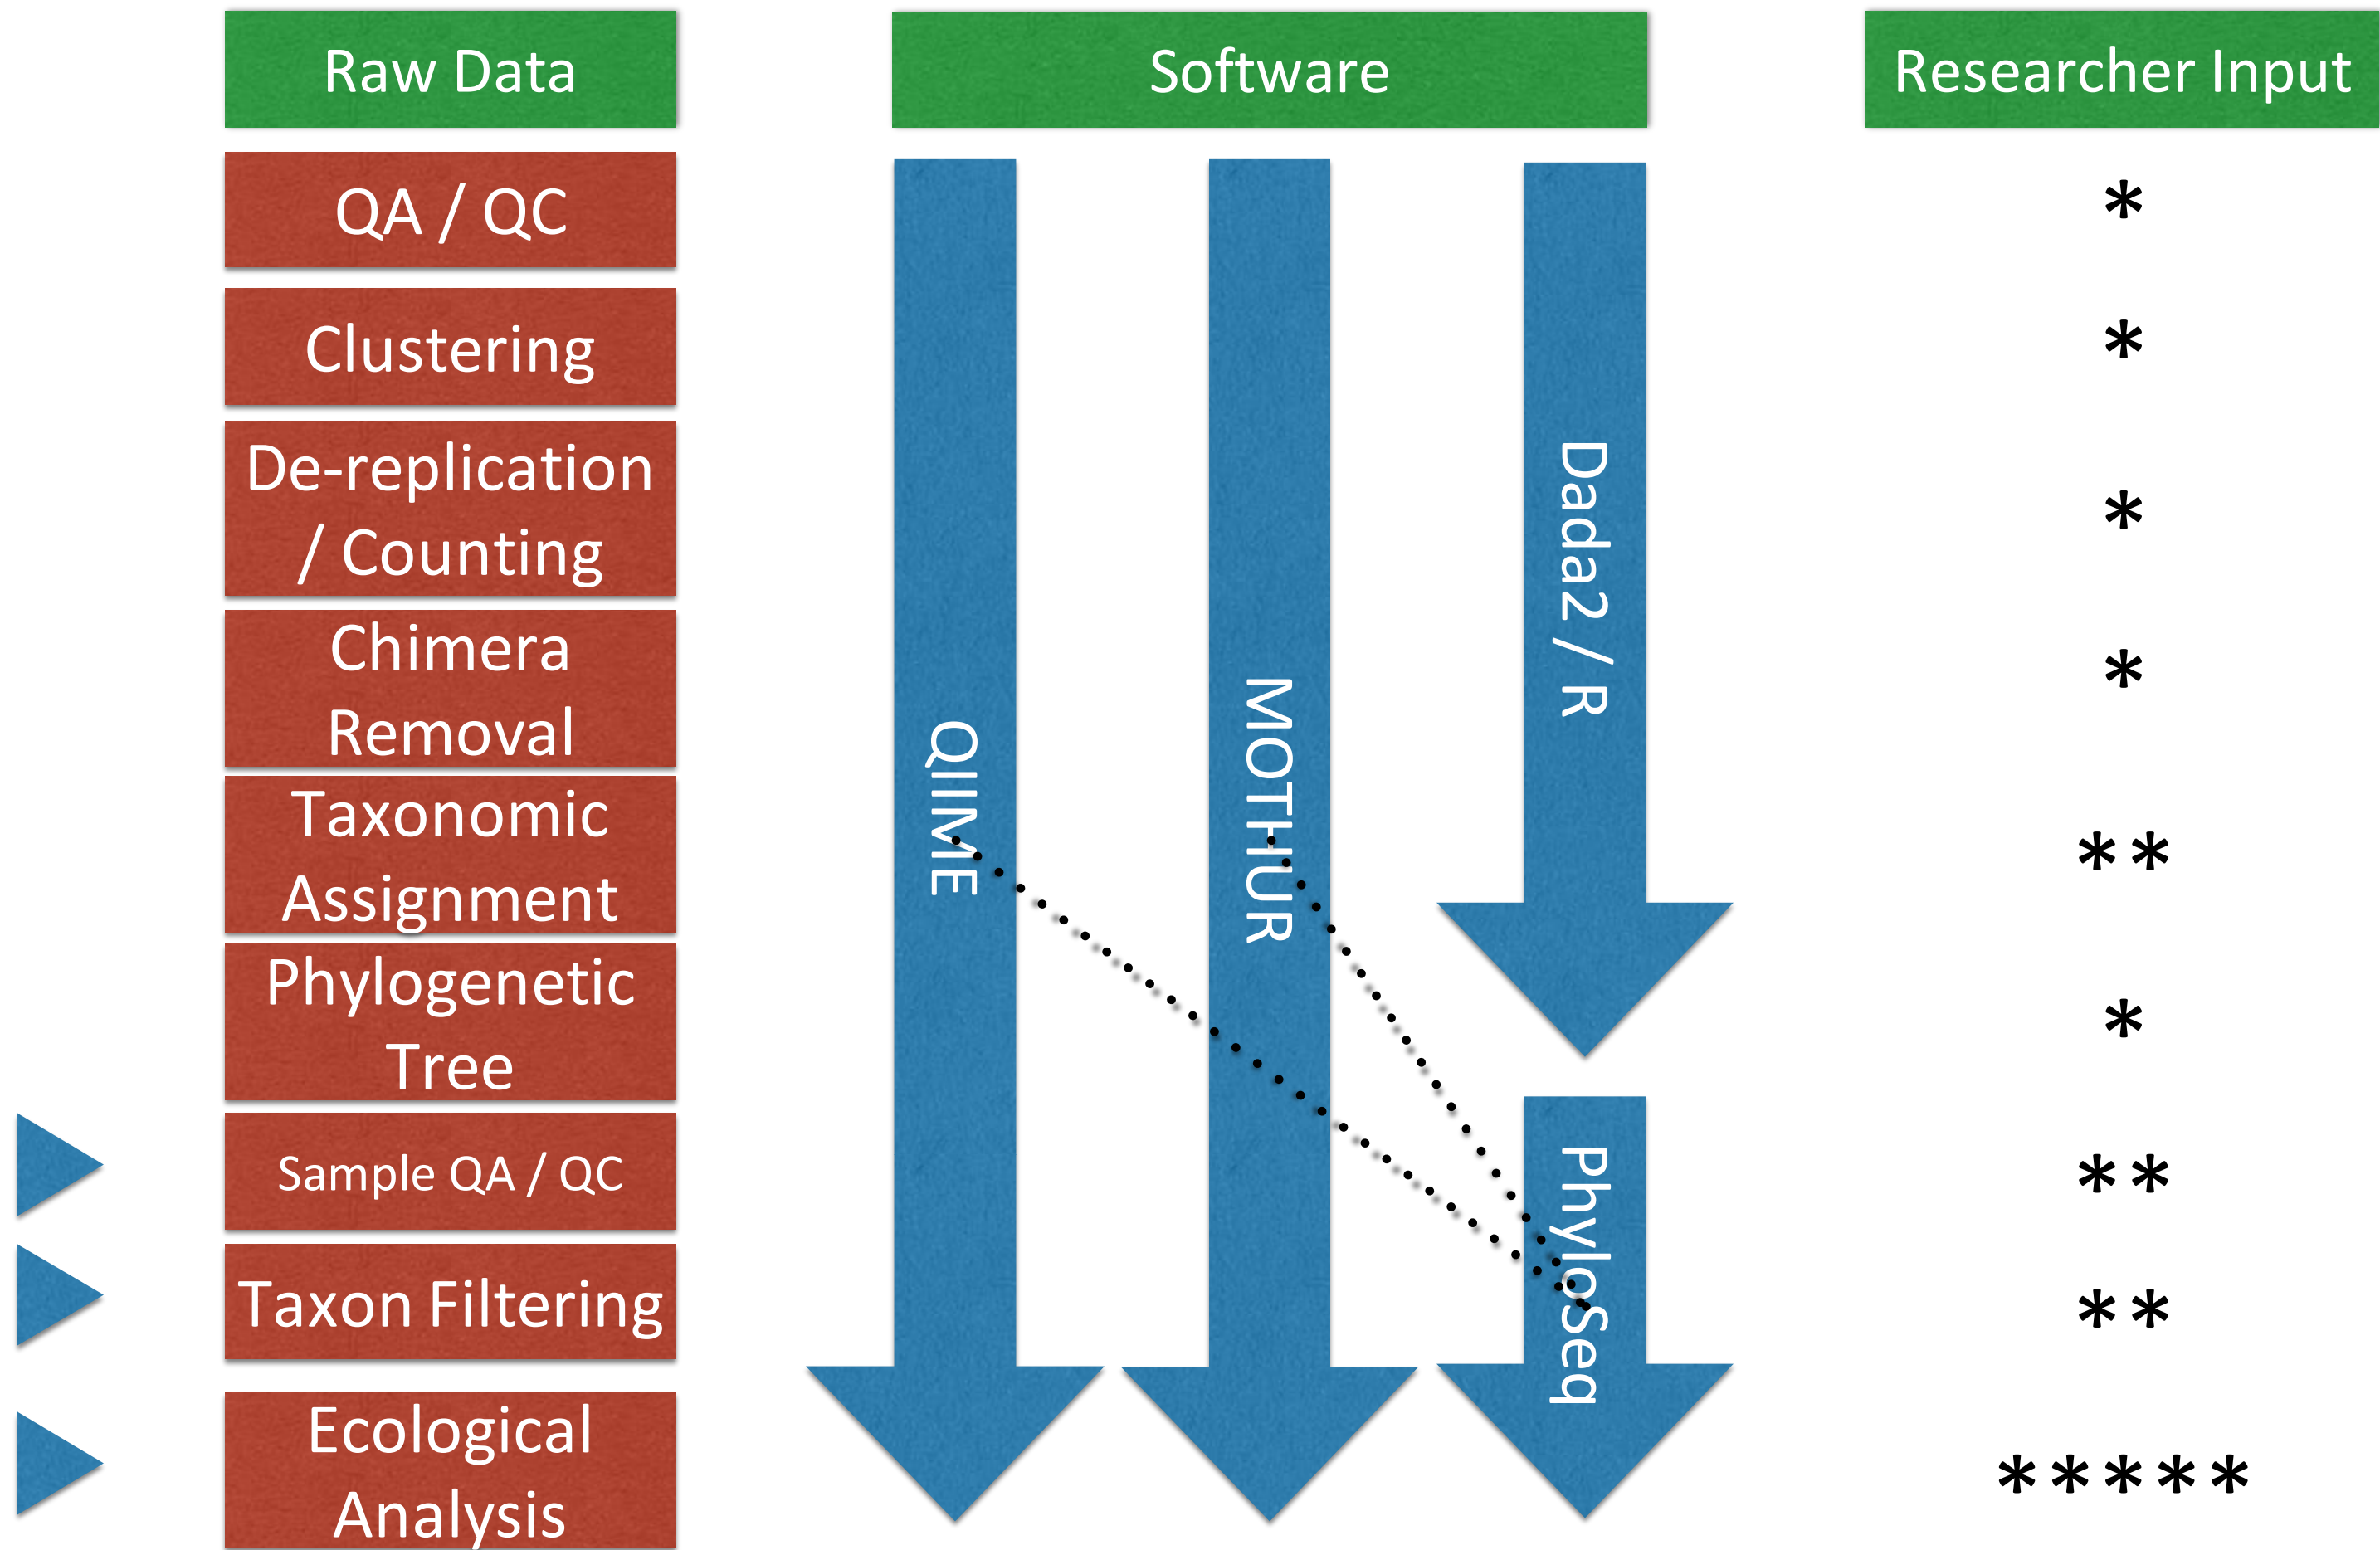 Raw Data
Software
Researcher Input
QA / QC
*
Clustering
*
De-replication
/ Counting
*
Chimera
Removal
*
Taxonomic
Assignment
**
Phylogenetic
Tree
*
Sample QA / QC
**
Taxon Filtering
**
Ecological
Analysis
*****
QIIME
MOTHUR
Dada2 / R
PhyloSeq